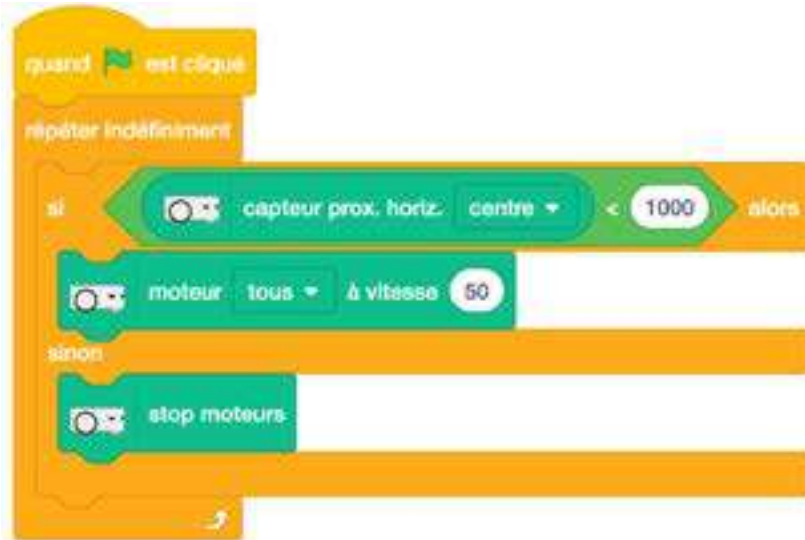 quand est cliqué
répéter indéfiniment
si capteur prox. horiz. centre < 1000 alors
moteur tous à vitesse 50
sinon
stop moteurs